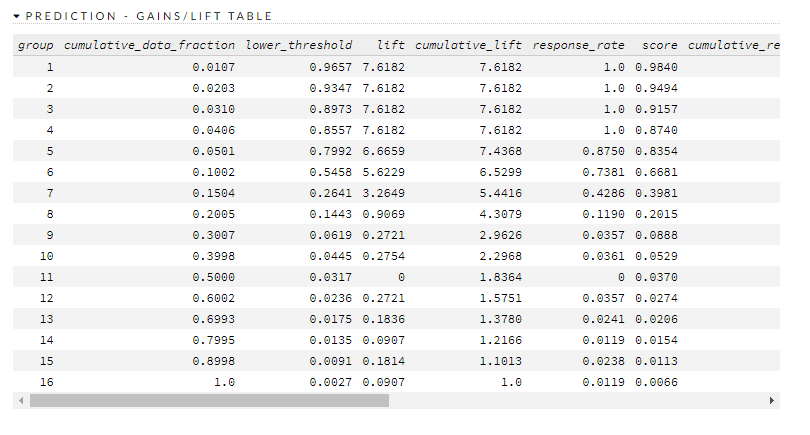 PREDICTION - GAINS/LIFT TABLE
group cumulative_data_fraction lower_threshold lift cumulative_lift response_rate score cumulative_re
1 0.0107 0.9657 7.6182 7.6182 1.0 0.9840
2 0.0203 0.9347 7.6182 7.6182 1.0 0.9494
3 0.0310 0.8973 7.6182 7.6182 1.0 0.9157
4 0.0406 0.8557 7.6182 7.6182 1.0 0.8740
5 0.0501 0.7992 6.6659 7.4368 0.8750 0.8354
6 0.1002 0.5458 5.6229 6.5299 0.7381 0.6681
7 0.1504 0.2641 3.2649 5.4416 0.4286 0.3981
8 0.2005 0.1443 0.9069 4.3079 0.1190 0.2015
9 0.3007 0.0619 0.2721 2.9626 0.0357 0.0888
10 0.3998 0.0445 0.2754 2.2968 0.0361 0.0529
11 0.5000 0.0317 0 1.8364 0 0.0370
12 0.6002 0.0236 0.2721 1.5751 0.0357 0.0274
13 0.6993 0.0175 0.1836 1.3780 0.0241 0.0206
14 0.7995 0.0135 0.0907 1.2166 0.0119 0.0154
15 0.8998 0.0091 0.1814 1.1013 0.0238 0.0113
16 1.0 0.0027 0.0907 1.0 0.0119 0.0066